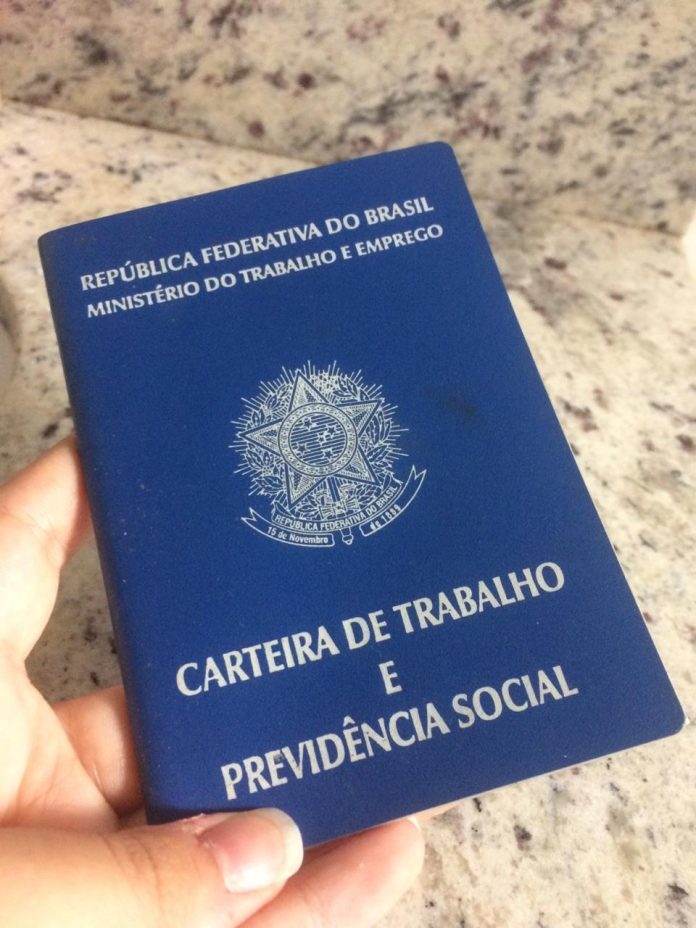 REPÚBLICA FEDERATIVA DO BRASIL
MINISTÉRIO DO TRABALHO E EMPREGO
REPÚBLICA FEDERATIVA DO BRASIL
15 de Novembro
de 1889
CARTEIRA DE TRABALHO
E
PREVIDÊNCIA SOCIAL